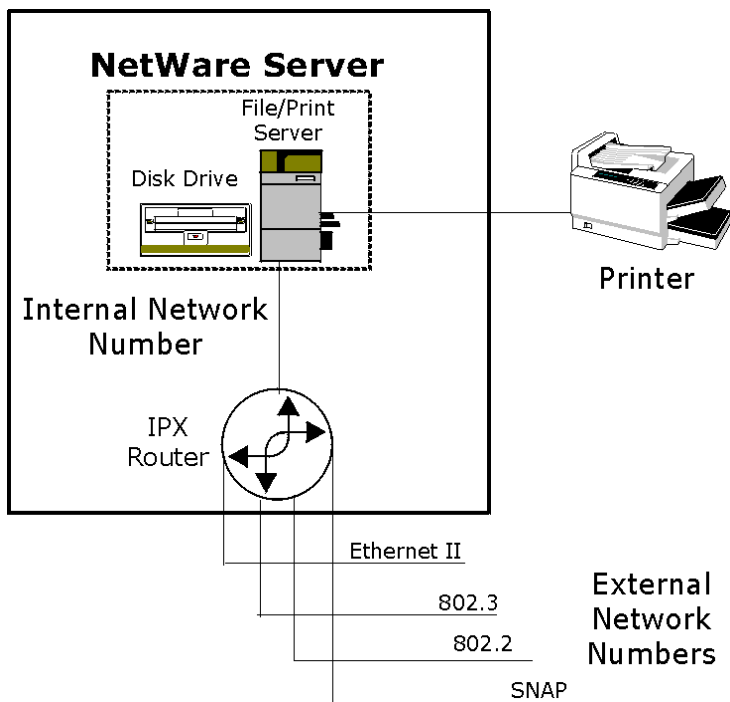 NetWare Server
File/Print
Server
Disk Drive
Printer
Internal Network
Number
IPX
Router
Ethernet II
802.3
802.2
SNAP
External
Network
Numbers